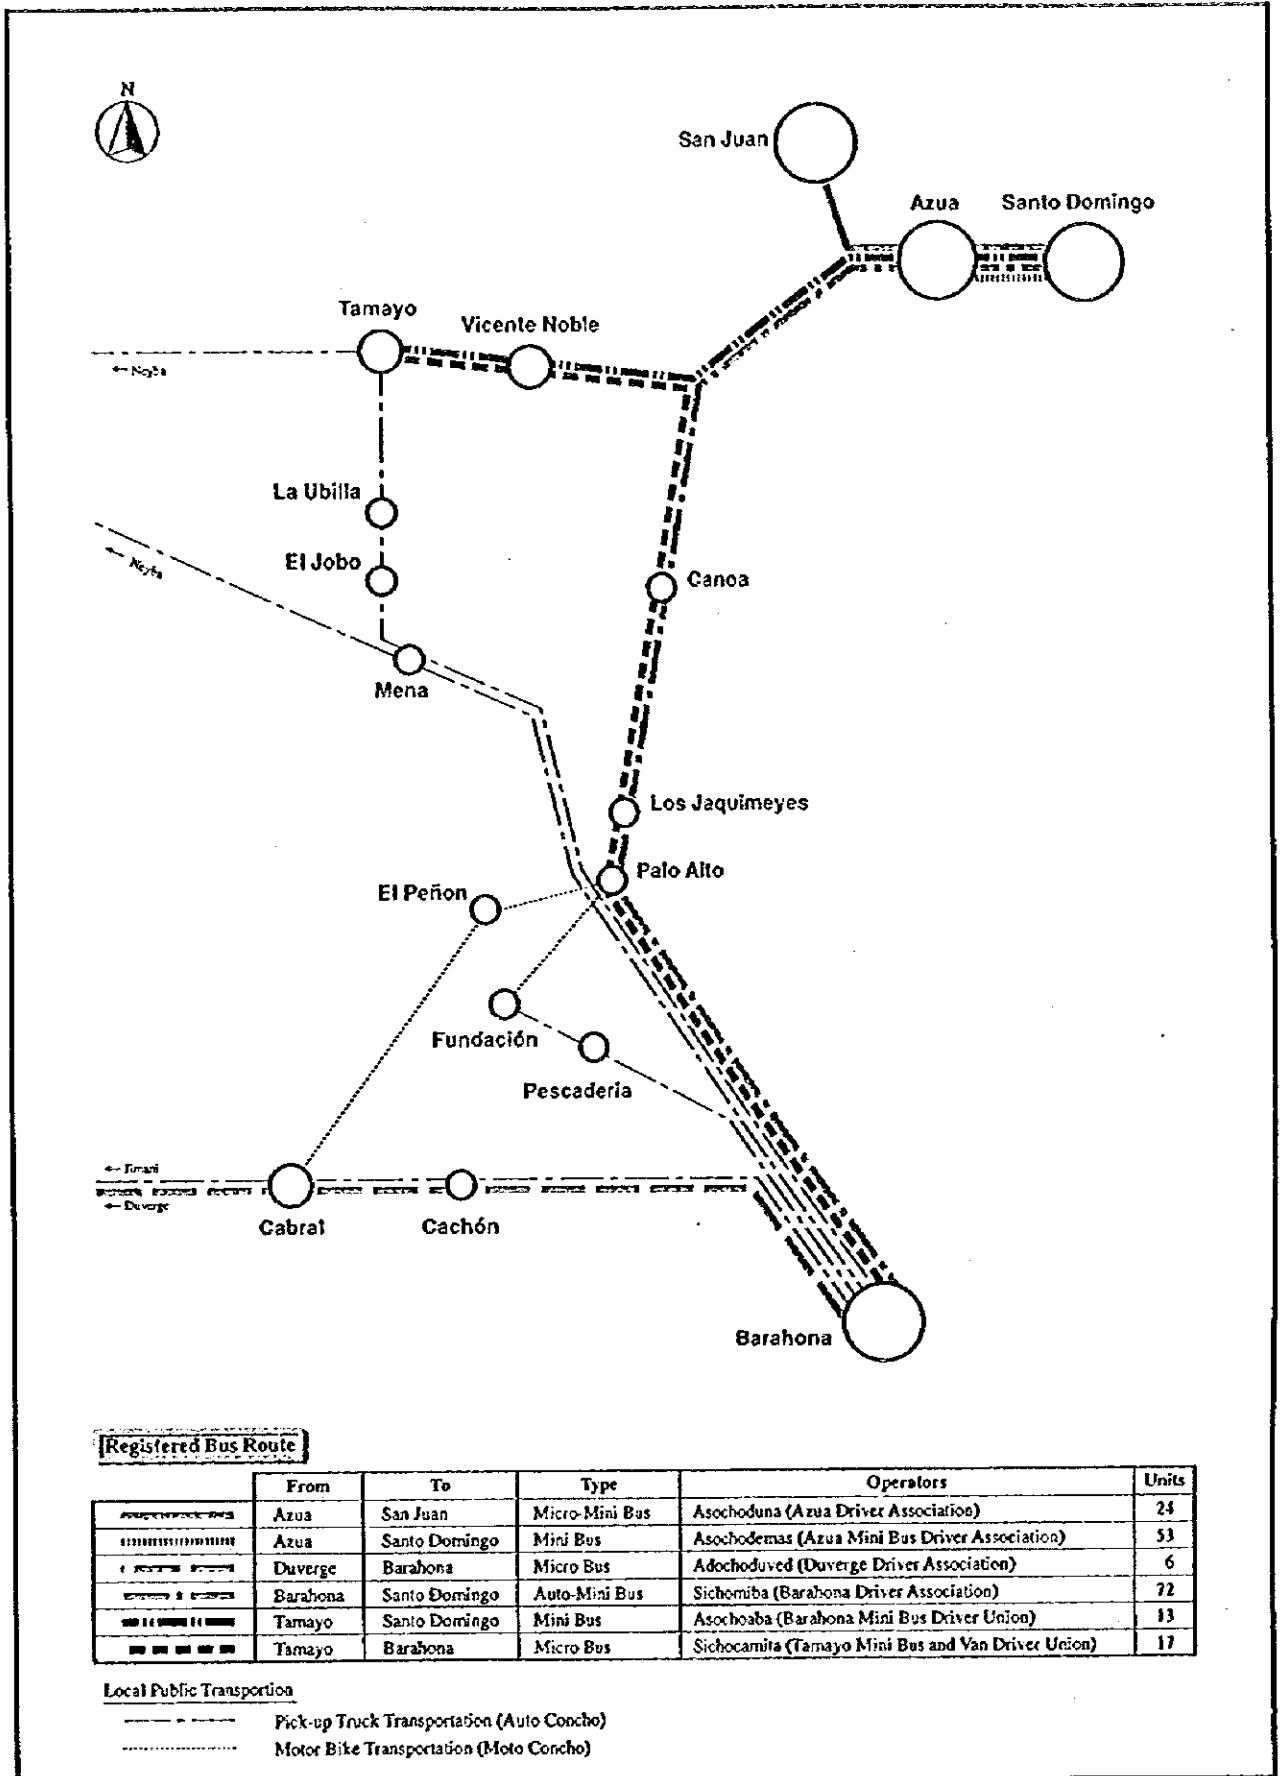 N
San Juan
Azua
Santo Domingo
Tamayo
Vicente Noble
← Neyba
La Ubilla
El Jobo
← Neyba
Canoa
Mena
Los Jaquimeyes
Palo Alto
El Peñon
Fundación
Pescaderia
← Jimani
← Duverge
Cabral
Cachón
Barahona
Registered Bus Route
From To Type Operators Units
Azua San Juan Micro-Mini Bus Asochoduna (Azua Driver Association) 24
Azua Santo Domingo Mini Bus Asochodemas (Azua Mini Bus Driver Association) 53
Duverge Barahona Micro Bus Adochoduved (Duverge Driver Association) 6
Barahona Santo Domingo Auto-Mini Bus Sichomiba (Barahona Driver Association) 72
Tamayo Santo Domingo Mini Bus Asochoaba (Barahona Mini Bus Driver Union) 13
Tamayo Barahona Micro Bus Sichocamita (Tamayo Mini Bus and Van Driver Union) 17
Local Public Transportion
Pick-up Truck Transportation (Auto Concho)
Motor Bike Transportation (Moto Concho)